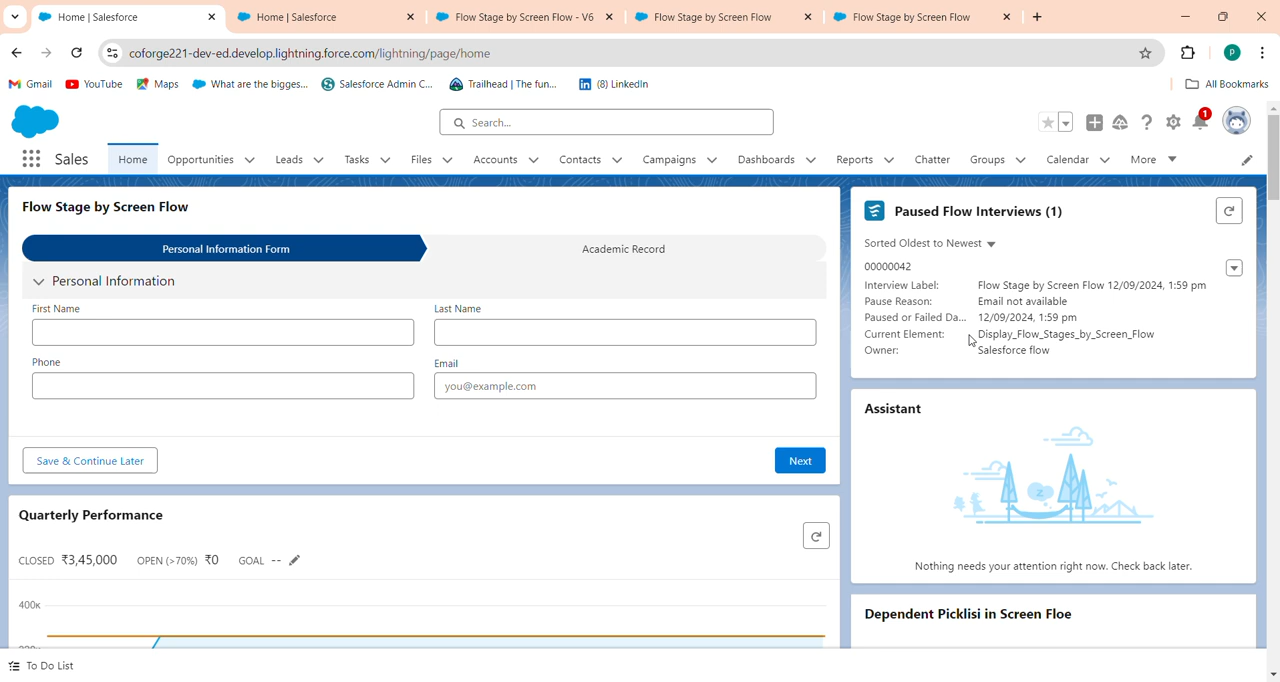 Home | Salesforce
Home | Salesforce
Flow Stage by Screen Flow - V6
Flow Stage by Screen Flow
Flow Stage by Screen Flow
coforge221-dev-ed.develop.lightning.force.com/lightning/page/home
P
Gmail YouTube Maps What are the bigges... Salesforce Admin C... Trailhead | The fun... (8) LinkedIn All Bookmarks
Search...
1
Sales Home Opportunities Leads Tasks Files Accounts Contacts Campaigns Dashboards Reports Chatter Groups Calendar More
Flow Stage by Screen Flow
Personal Information Form Academic Record
Personal Information
First Name Last Name
Phone Email
you@example.com
Save & Continue Later Next
Quarterly Performance
CLOSED ₹3,45,000 OPEN (>70%) ₹0 GOAL --
400K
Paused Flow Interviews (1)
Sorted Oldest to Newest
00000042
Interview Label: Flow Stage by Screen Flow 12/09/2024, 1:59 pm
Pause Reason: Email not available
Paused or Failed Da... 12/09/2024, 1:59 pm
Current Element: Display_Flow_Stages_by_Screen_Flow
Owner: Salesforce flow
Assistant
z
Nothing needs your attention right now. Check back later.
Dependent Picklisi in Screen Floe
To Do List